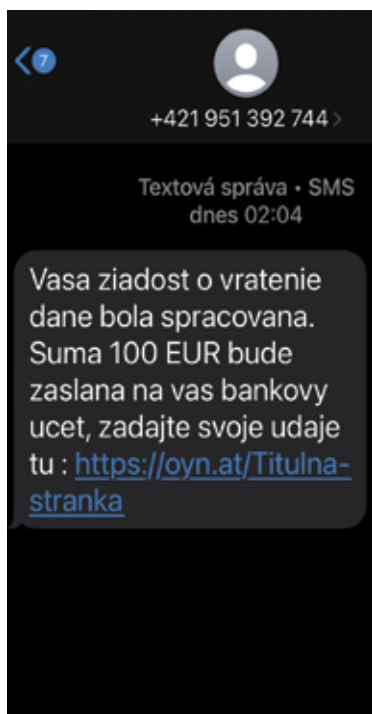 7
+421 951 392 744 >
Textová správa • SMS
dnes 02:04
Vasa ziadost o vratenie
dane bola spracovana.
Suma 100 EUR bude
zaslana na vas bankovy
ucet, zadajte svoje udaje
tu : https://oyn.at/Titulna-
stranka